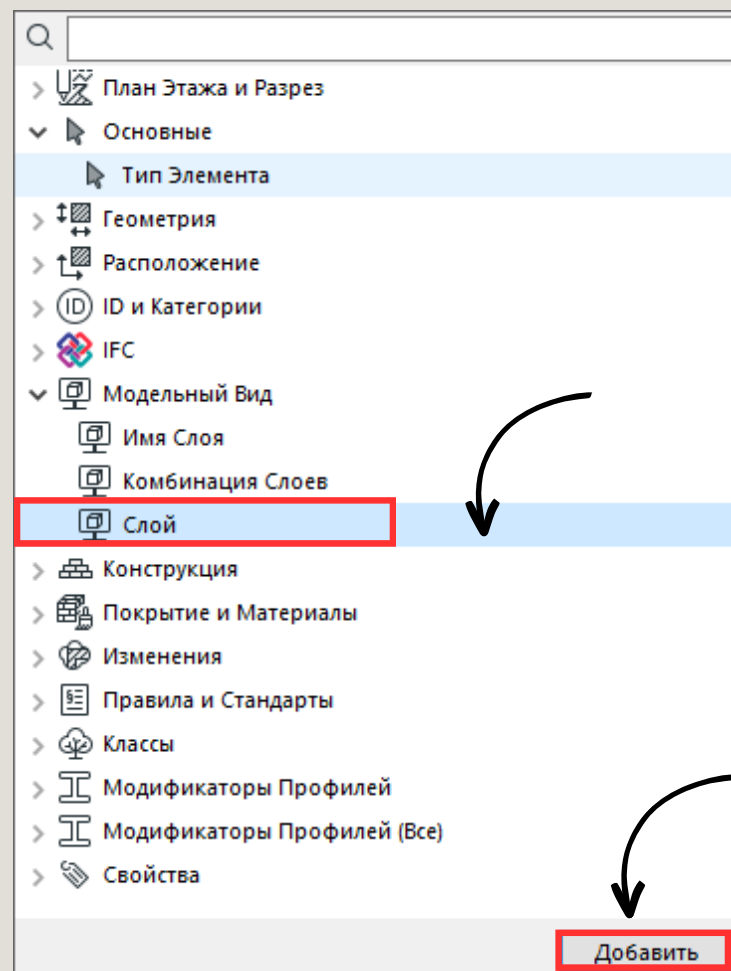 План Этажа и Разрез
Основные
Тип Элемента
Геометрия
Расположение
ID
ID и Категории
IFC
Модельный Вид
Имя Слоя
Комбинация Слоев
Слой
Конструкция
Покрытие и Материалы
Изменения
§
Правила и Стандарты
Классы
Модификаторы Профилей
Модификаторы Профилей (Все)
Свойства
Добавить